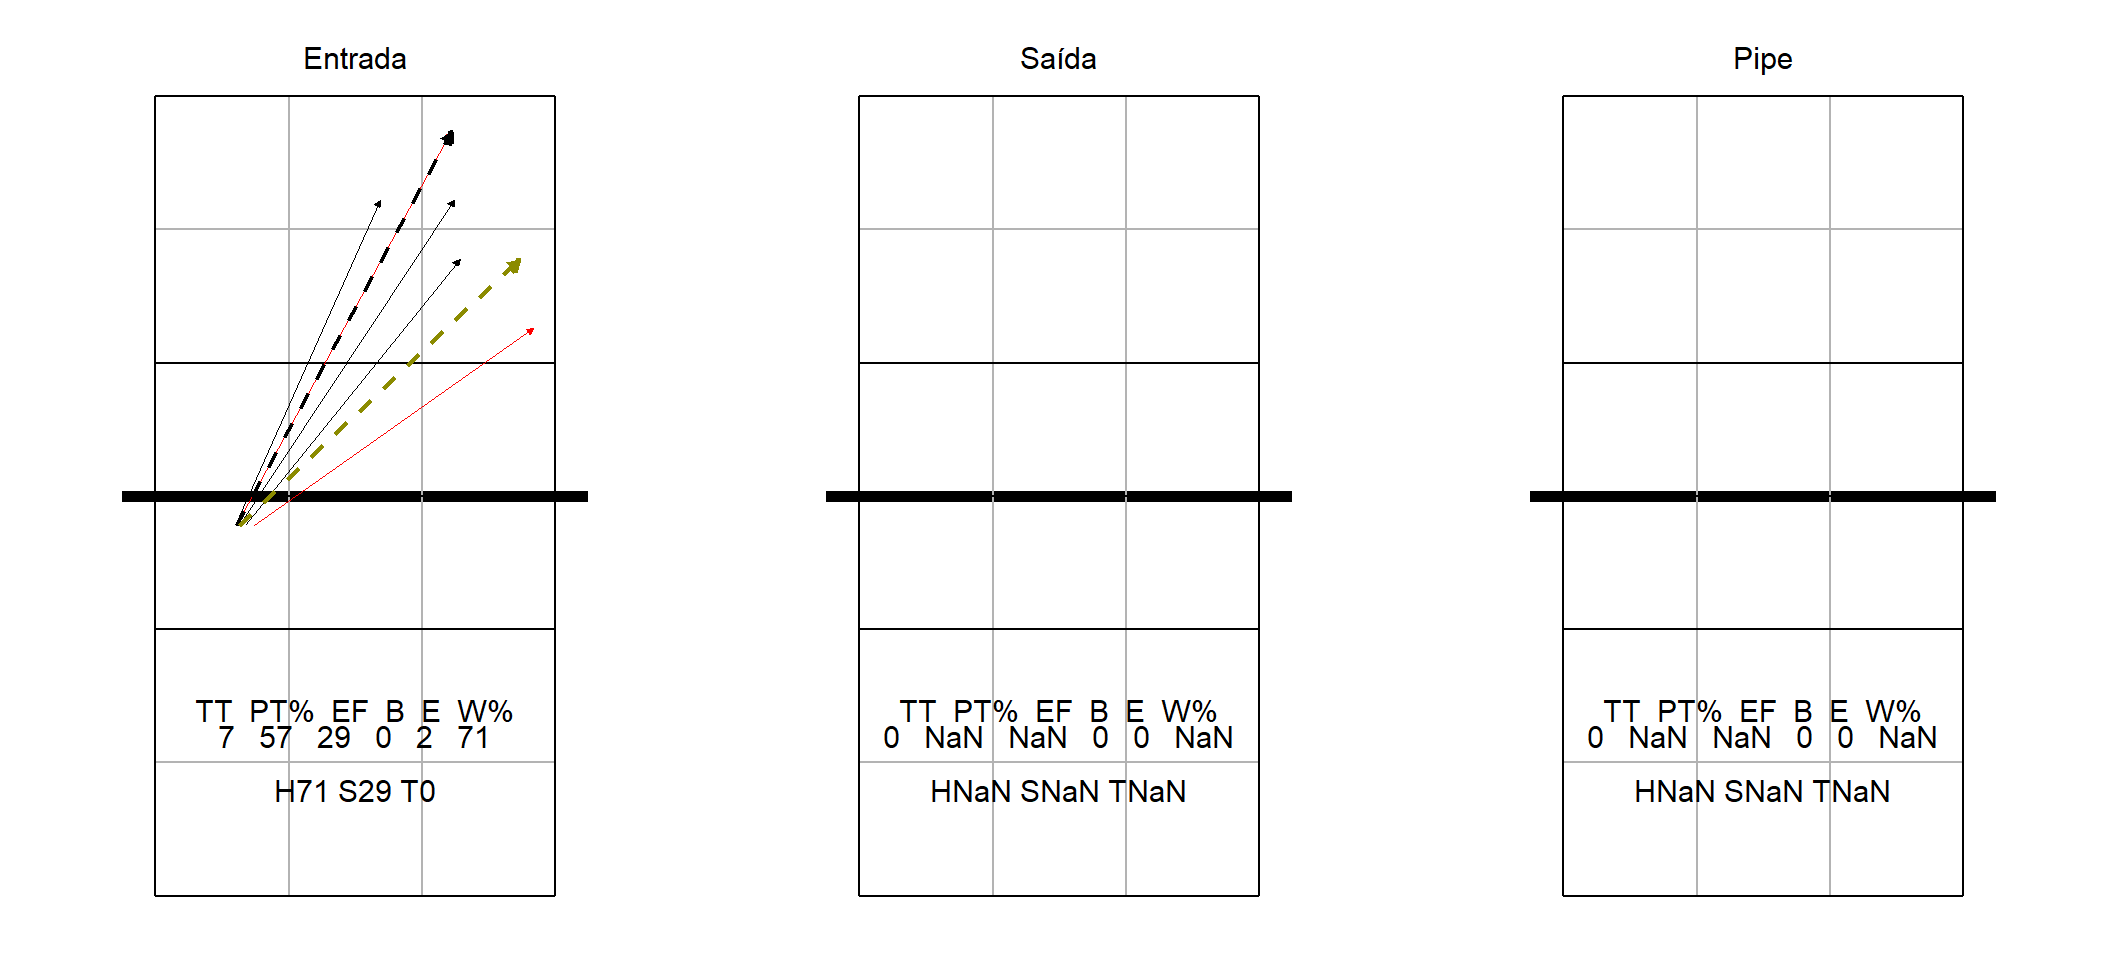 Entrada
TT PT% EF B E W%
7 57 29 0 2 71
H71 S29 T0
Saída
TT PT% EF B E W%
0 NaN NaN 0 0 NaN
HNaN SNaN TNaN
Pipe
TT PT% EF B E W%
0 NaN NaN 0 0 NaN
HNaN SNaN TNaN